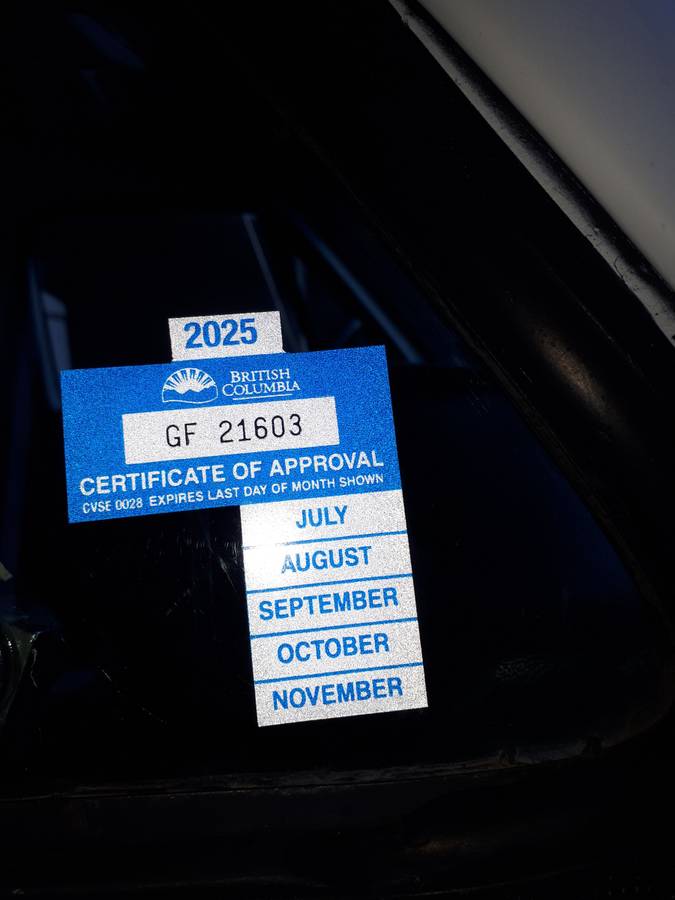 2025
BRITISH
COLUMBIA
GF 21603
CERTIFICATE OF APPROVAL
CVSE 0028 EXPIRES LAST DAY OF MONTH SHOWN
JULY
AUGUST
SEPTEMBER
OCTOBER
NOVEMBER